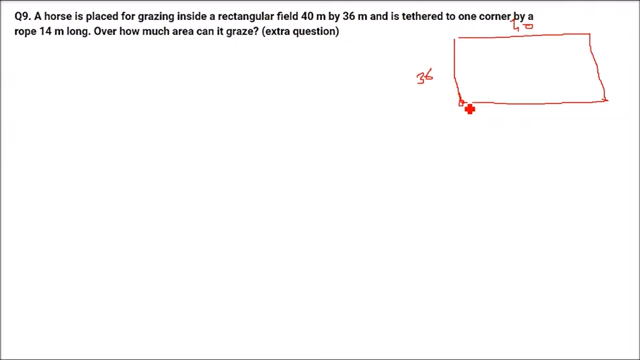 Q9. A horse is placed for grazing inside a rectangular field 40 m by 36 m and is tethered to one corner by a
rope 14 m long. Over how much area can it graze? (extra question)
40
36